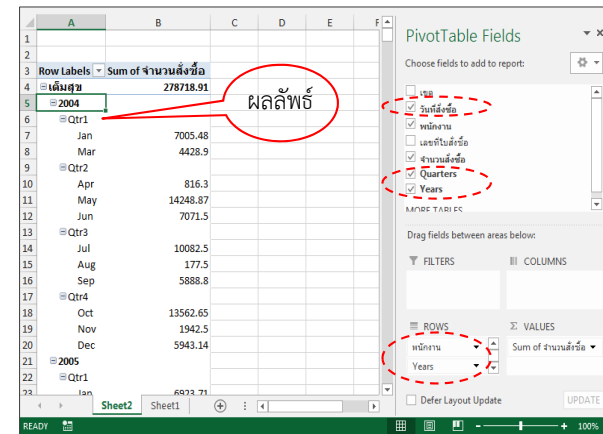 A B C D E F
1
2
3 Row Labels Sum of จำนวนสั่งซื้อ
4 เต็มสุข 278718.91
5 2004
6 Qtr1
7 Jan 7005.48
8 Mar 4428.9
9 Qtr2
10 Apr 816.3
11 May 14248.87
12 Jun 7071.5
13 Qtr3
14 Jul 10082.5
15 Aug 177.5
16 Sep 5888.8
17 Qtr4
18 Oct 13562.65
19 Nov 1942.5
20 Dec 5943.14
21 2005
22 Qtr1
23 Jan 6923.71
ผลลัพธ์
Sheet2 Sheet1
READY
PivotTable Fields
Choose fields to add to report:
เขต
วันที่สั่งซื้อ
พนักงาน
เลขที่ใบสั่งซื้อ
จำนวนสั่งซื้อ
Quarters
Years
MORE TABLES
Drag fields between areas below:
FILTERS COLUMNS
ROWS Σ VALUES
พนักงาน Sum of จำนวนสั่งซื้อ
Years
Defer Layout Update UPDATE
100%